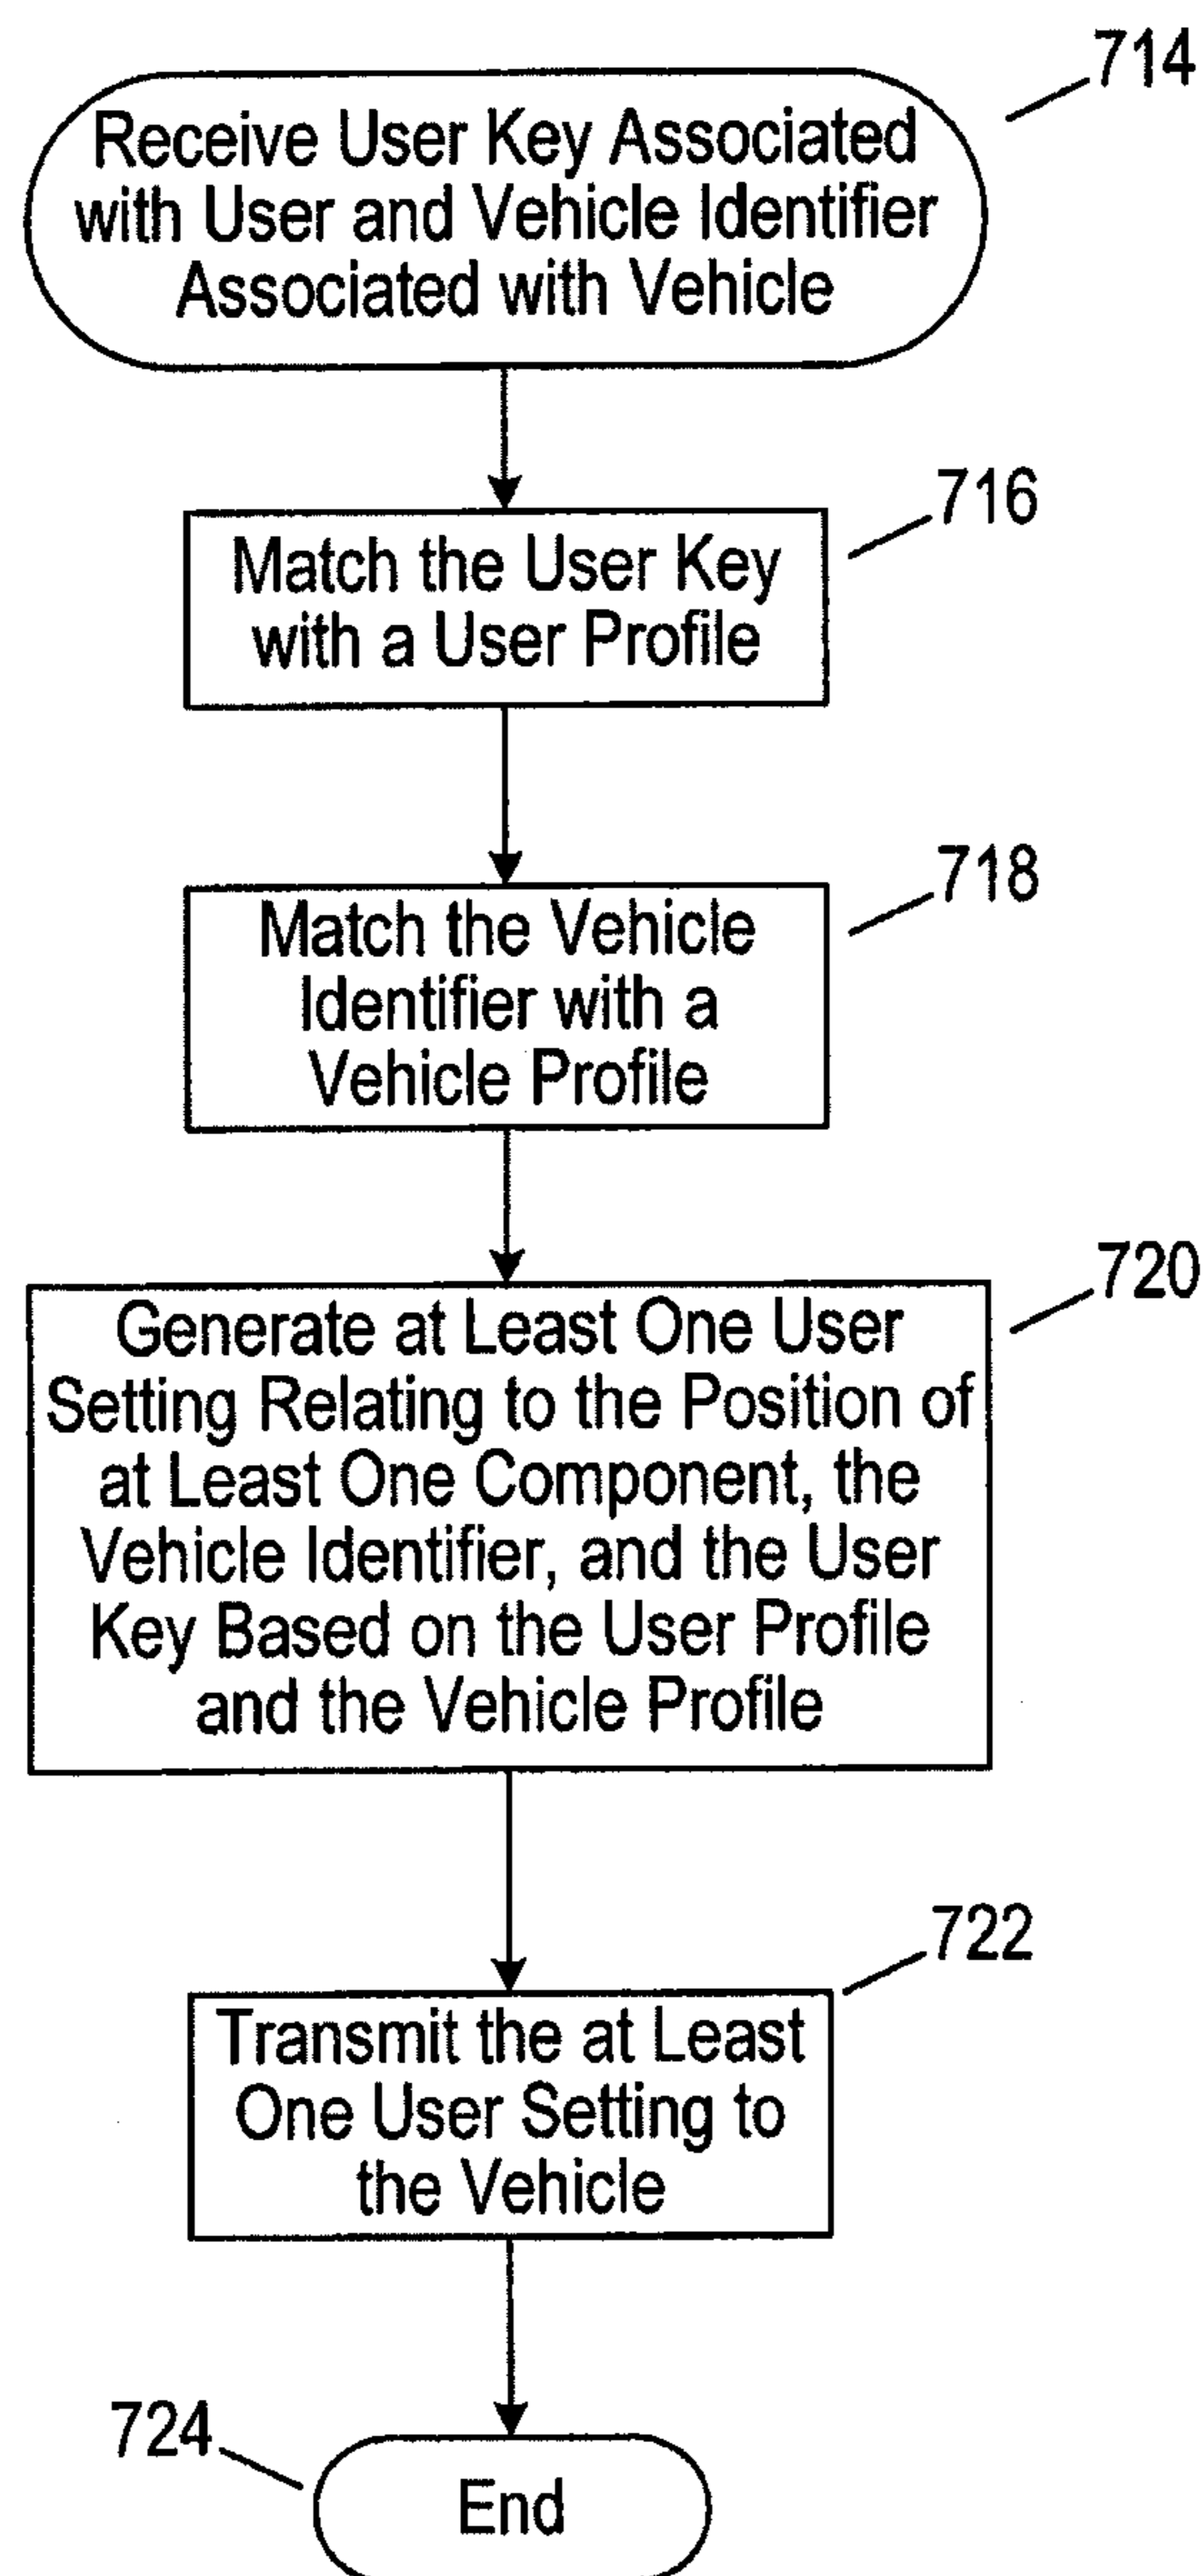 714
Receive User Key Associated
with User and Vehicle Identifier
Associated with Vehicle
716
Match the User Key
with a User Profile
718
Match the Vehicle
Identifier with a
Vehicle Profile
720
Generate at Least One User
Setting Relating to the Position of
at Least One Component, the
Vehicle Identifier, and the User
Key Based on the User Profile
and the Vehicle Profile
722
Transmit the at Least
One User Setting to
the Vehicle
724
End